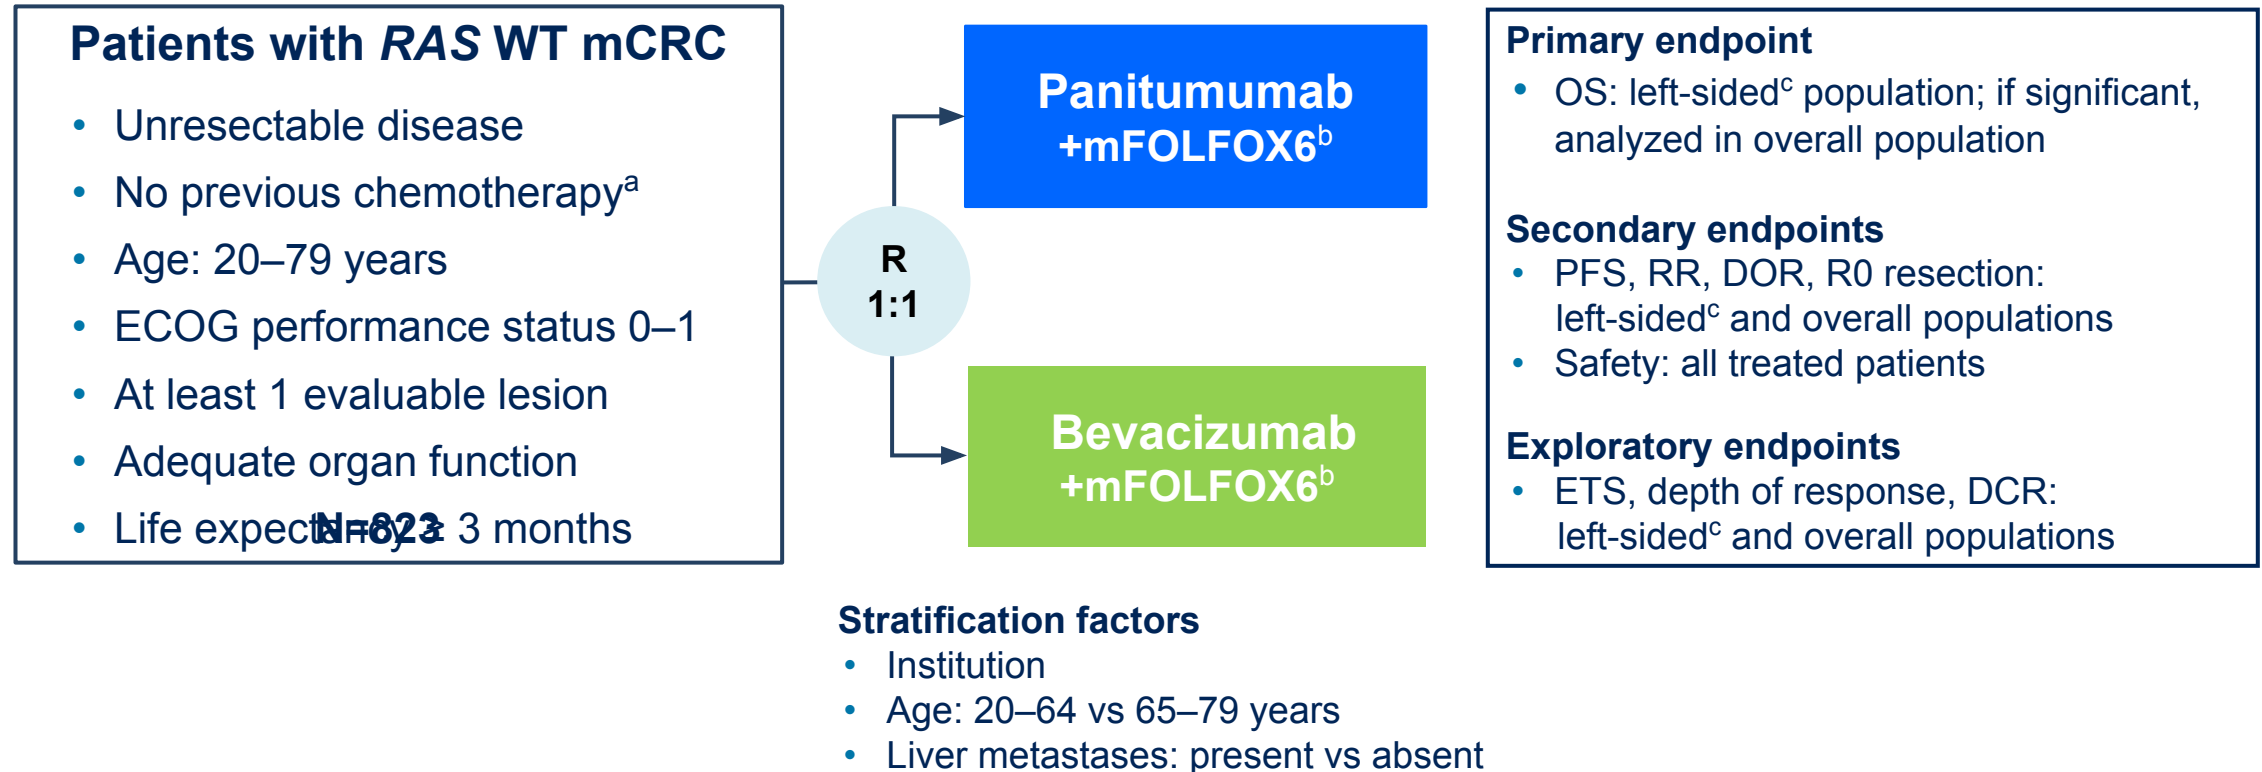 Patients with RAS WT mCRC
• Unresectable disease
• No previous chemotherapyᵃ
• Age: 20–79 years
• ECOG performance status 0–1
• At least 1 evaluable lesion
• Adequate organ function
• Life expectancy ≥ 3 months
N=823
R
1:1
Panitumumab
+mFOLFOX6ᵇ
Bevacizumab
+mFOLFOX6ᵇ
Primary endpoint
• OS: left-sidedᶜ population; if significant,
analyzed in overall population
Secondary endpoints
• PFS, RR, DOR, R0 resection:
left-sidedᶜ and overall populations
• Safety: all treated patients
Exploratory endpoints
• ETS, depth of response, DCR:
left-sidedᶜ and overall populations
Stratification factors
• Institution
• Age: 20–64 vs 65–79 years
• Liver metastases: present vs absent